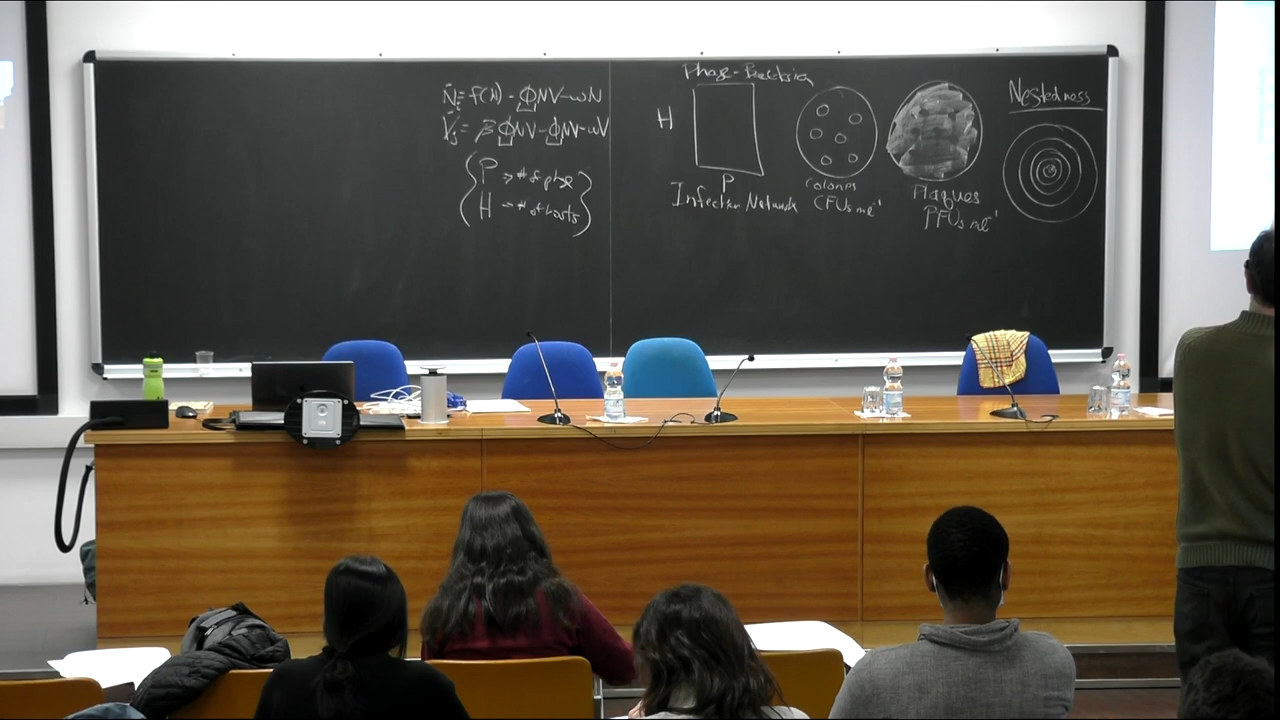 Ṅᵢ = f(N) - ΦNV - ωN
V̇ⱼ = βΦNV - ΦNV - ωV
P → # of phage
H → # of hosts
Phage-Bacteria
H
P
Infection Network
Colonies
CFUs ml⁻¹
Plaques
PFUs ml⁻¹
Nestedness